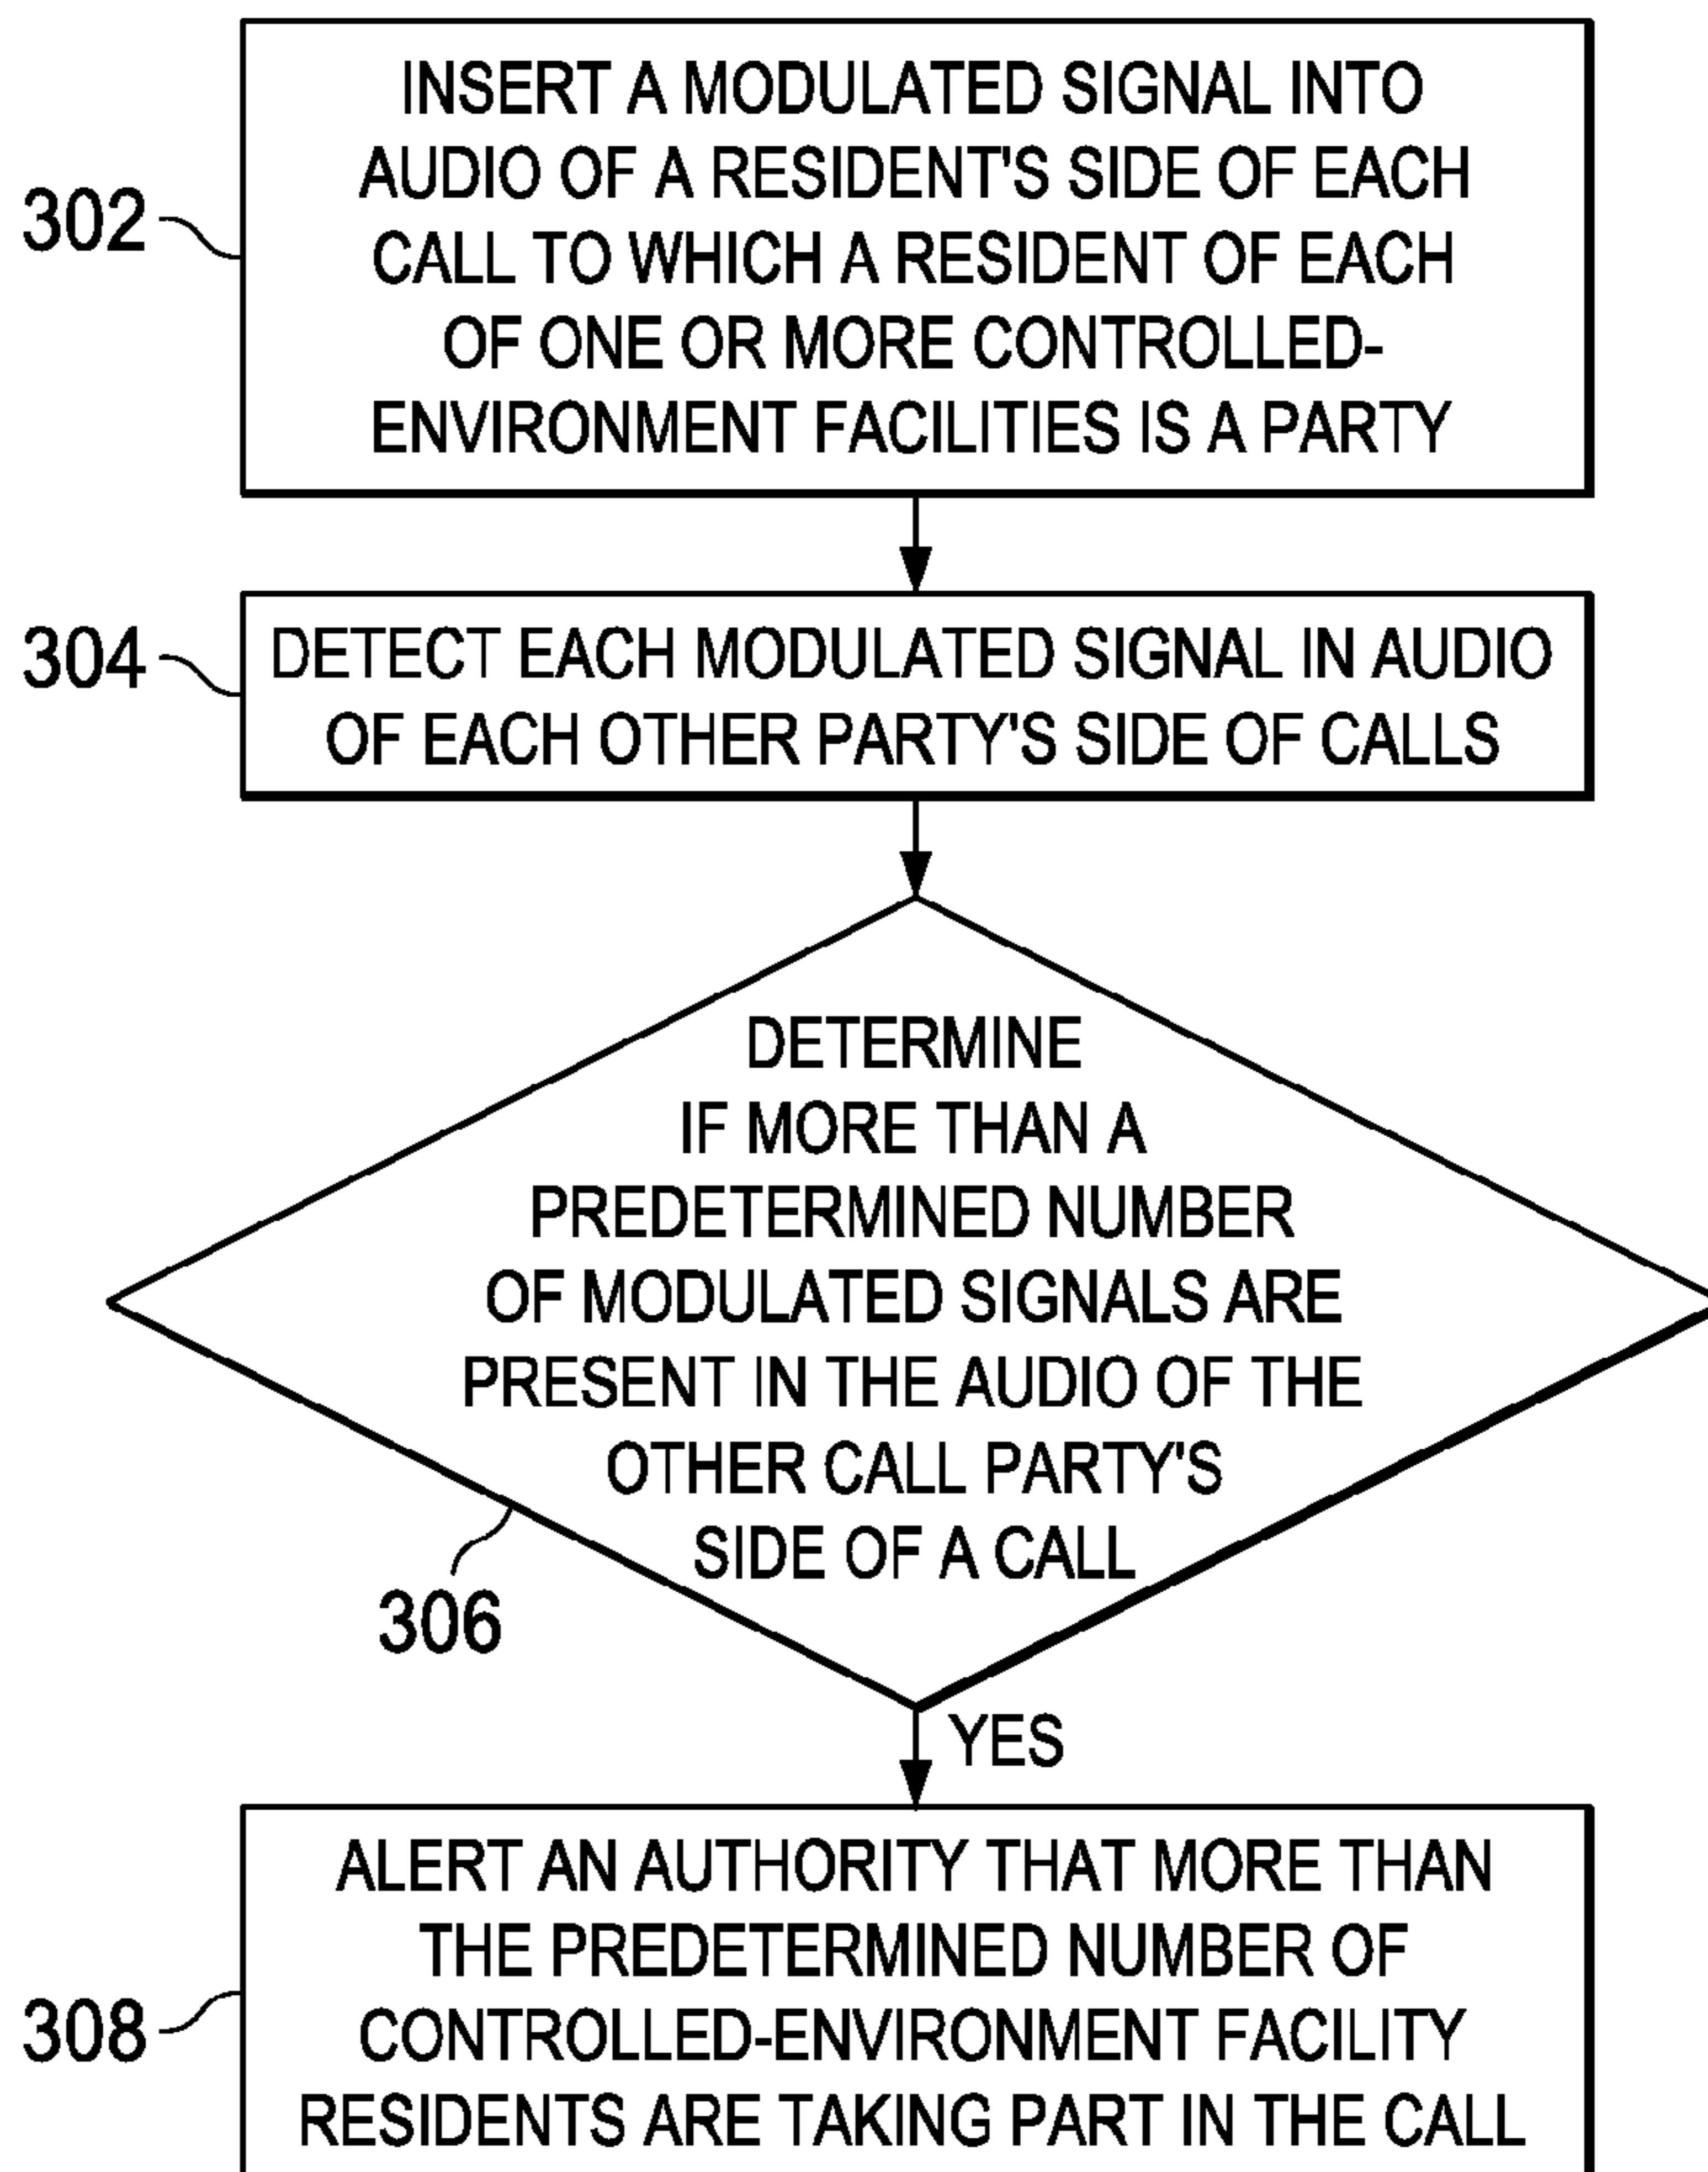 302
INSERT A MODULATED SIGNAL INTO
AUDIO OF A RESIDENT'S SIDE OF EACH
CALL TO WHICH A RESIDENT OF EACH
OF ONE OR MORE CONTROLLED-
ENVIRONMENT FACILITIES IS A PARTY
304
DETECT EACH MODULATED SIGNAL IN AUDIO
OF EACH OTHER PARTY'S SIDE OF CALLS
DETERMINE
IF MORE THAN A
PREDETERMINED NUMBER
OF MODULATED SIGNALS ARE
PRESENT IN THE AUDIO OF THE
OTHER CALL PARTY'S
SIDE OF A CALL
306
YES
308
ALERT AN AUTHORITY THAT MORE THAN
THE PREDETERMINED NUMBER OF
CONTROLLED-ENVIRONMENT FACILITY
RESIDENTS ARE TAKING PART IN THE CALL